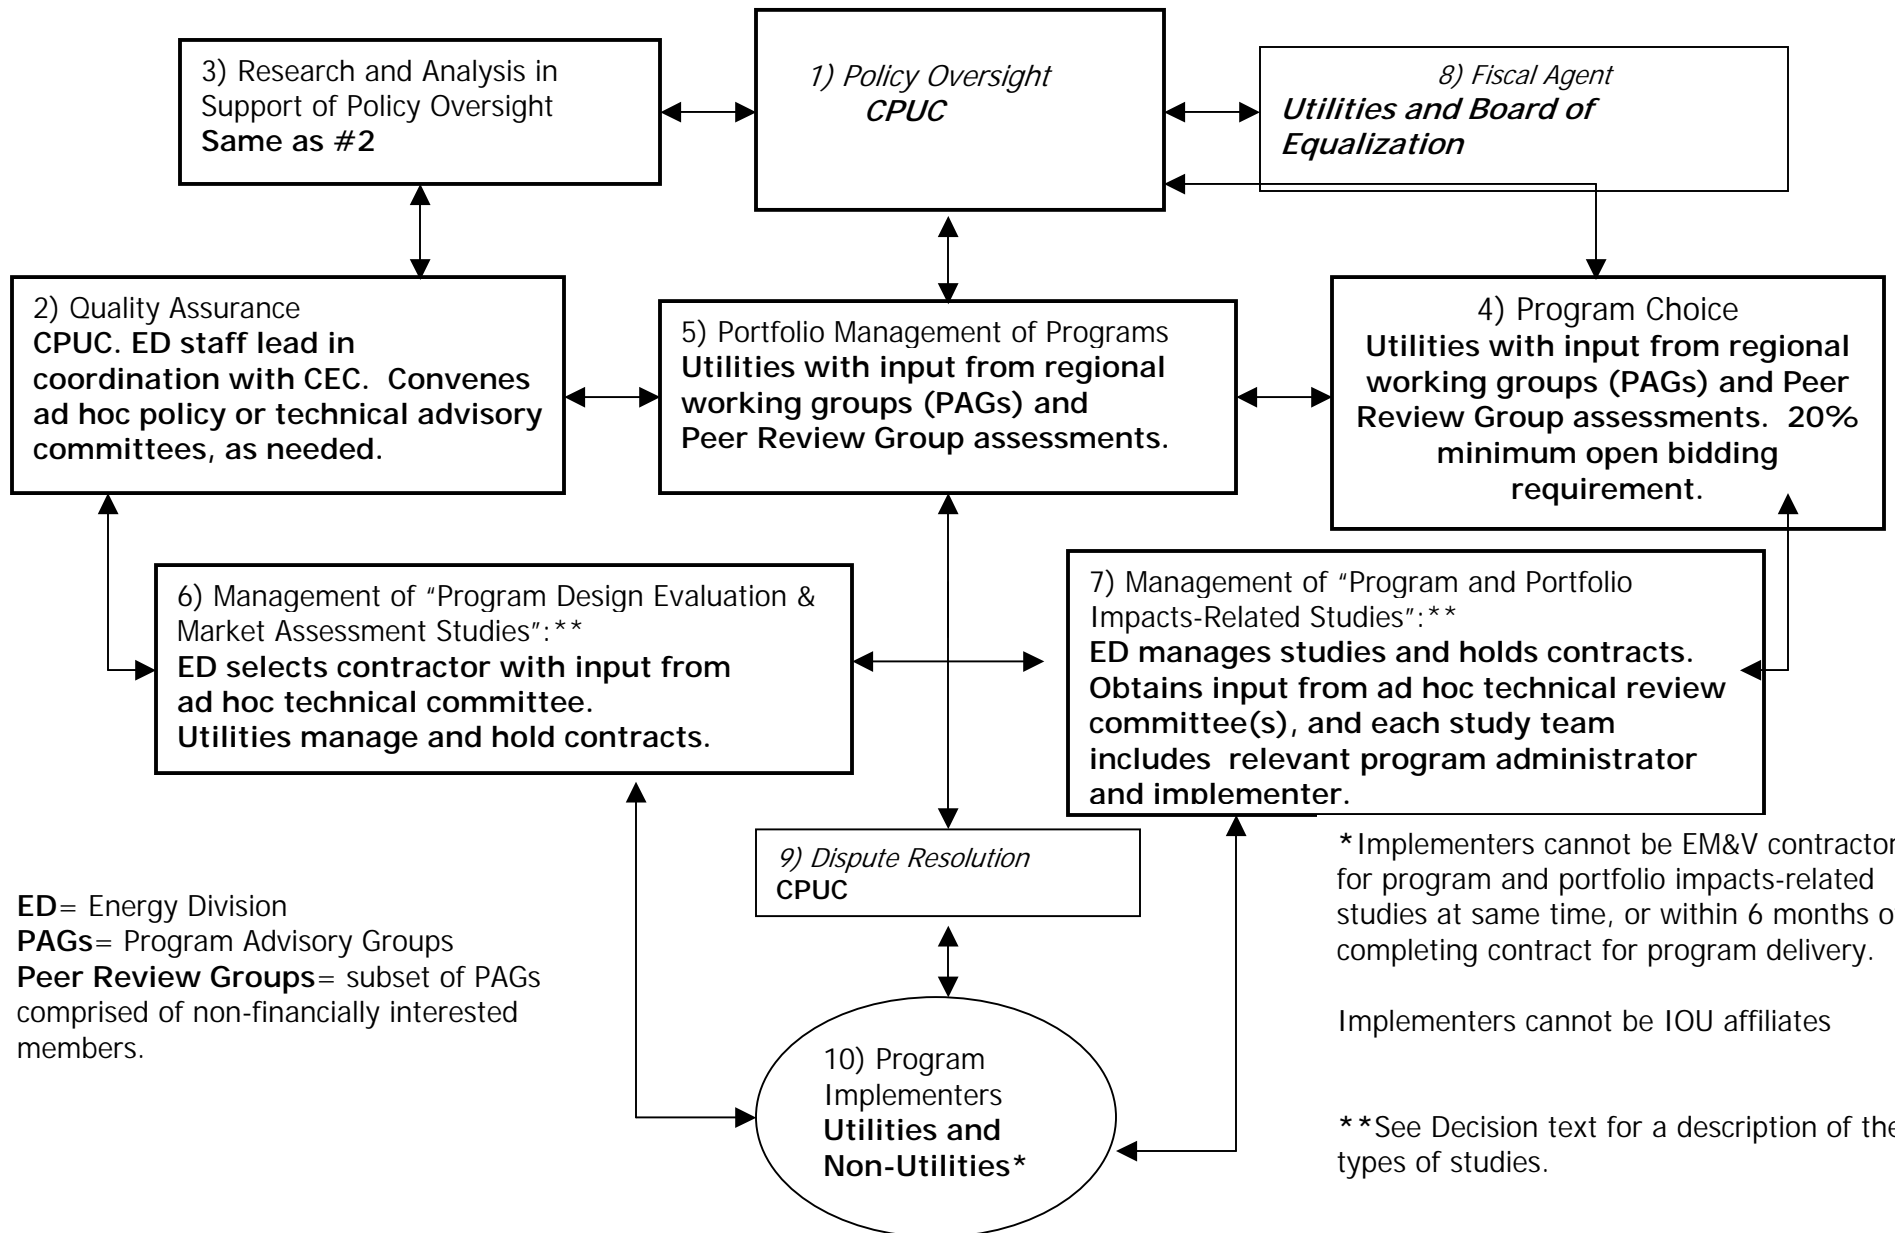 3) Research and Analysis in
Support of Policy Oversight
Same as #2
1) Policy Oversight
CPUC
8) Fiscal Agent
Utilities and Board of
Equalization
2) Quality Assurance
CPUC. ED staff lead in
coordination with CEC. Convenes
ad hoc policy or technical advisory
committees, as needed.
5) Portfolio Management of Programs
Utilities with input from regional
working groups (PAGs) and
Peer Review Group assessments.
4) Program Choice
Utilities with input from regional
working groups (PAGs) and Peer
Review Group assessments. 20%
minimum open bidding
requirement.
6) Management of "Program Design Evaluation &
Market Assessment Studies":**
ED selects contractor with input from
ad hoc technical committee.
Utilities manage and hold contracts.
7) Management of "Program and Portfolio
Impacts-Related Studies":**
ED manages studies and holds contracts.
Obtains input from ad hoc technical review
committee(s), and each study team
includes relevant program administrator
and implementer.
9) Dispute Resolution
CPUC
ED= Energy Division
PAGs= Program Advisory Groups
Peer Review Groups= subset of PAGs
comprised of non-financially interested
members.
10) Program
Implementers
Utilities and
Non-Utilities*
*Implementers cannot be EM&V contractor
for program and portfolio impacts-related
studies at same time, or within 6 months o
completing contract for program delivery.
Implementers cannot be IOU affiliates
**See Decision text for a description of the
types of studies.